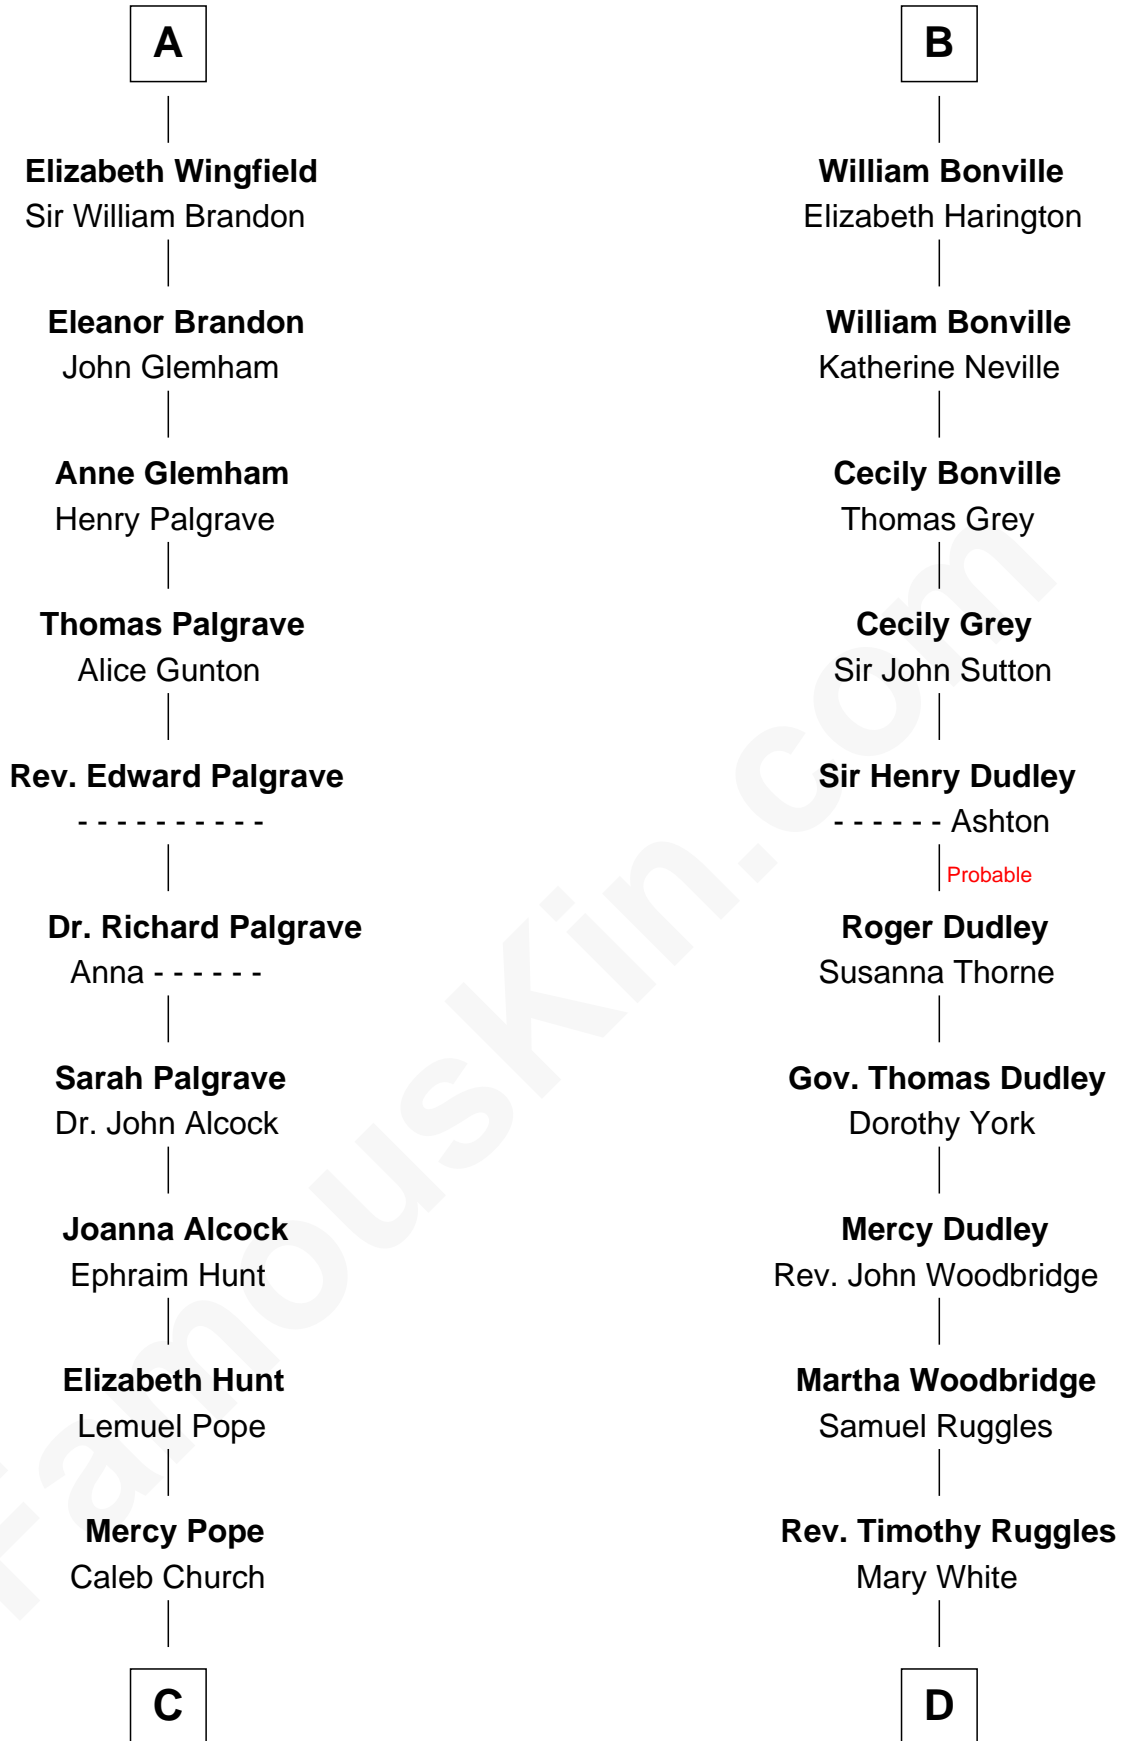 A
Elizabeth Wingfield
Sir William Brandon
Eleanor Brandon
John Glemham
Anne Glemham
Henry Palgrave
Thomas Palgrave
Alice Gunton
Rev. Edward Palgrave
- - - - - - - - - -
Dr. Richard Palgrave
Anna - - - - - -
Sarah Palgrave
Dr. John Alcock
Joanna Alcock
Ephraim Hunt
Elizabeth Hunt
Lemuel Pope
Mercy Pope
Caleb Church
C
B
William Bonville
Elizabeth Harington
William Bonville
Katherine Neville
Cecily Bonville
Thomas Grey
Cecily Grey
Sir John Sutton
Sir Henry Dudley
- - - - - - Ashton
Probable
Roger Dudley
Susanna Thorne
Gov. Thomas Dudley
Dorothy York
Mercy Dudley
Rev. John Woodbridge
Martha Woodbridge
Samuel Ruggles
Rev. Timothy Ruggles
Mary White
D
FamousKin.com